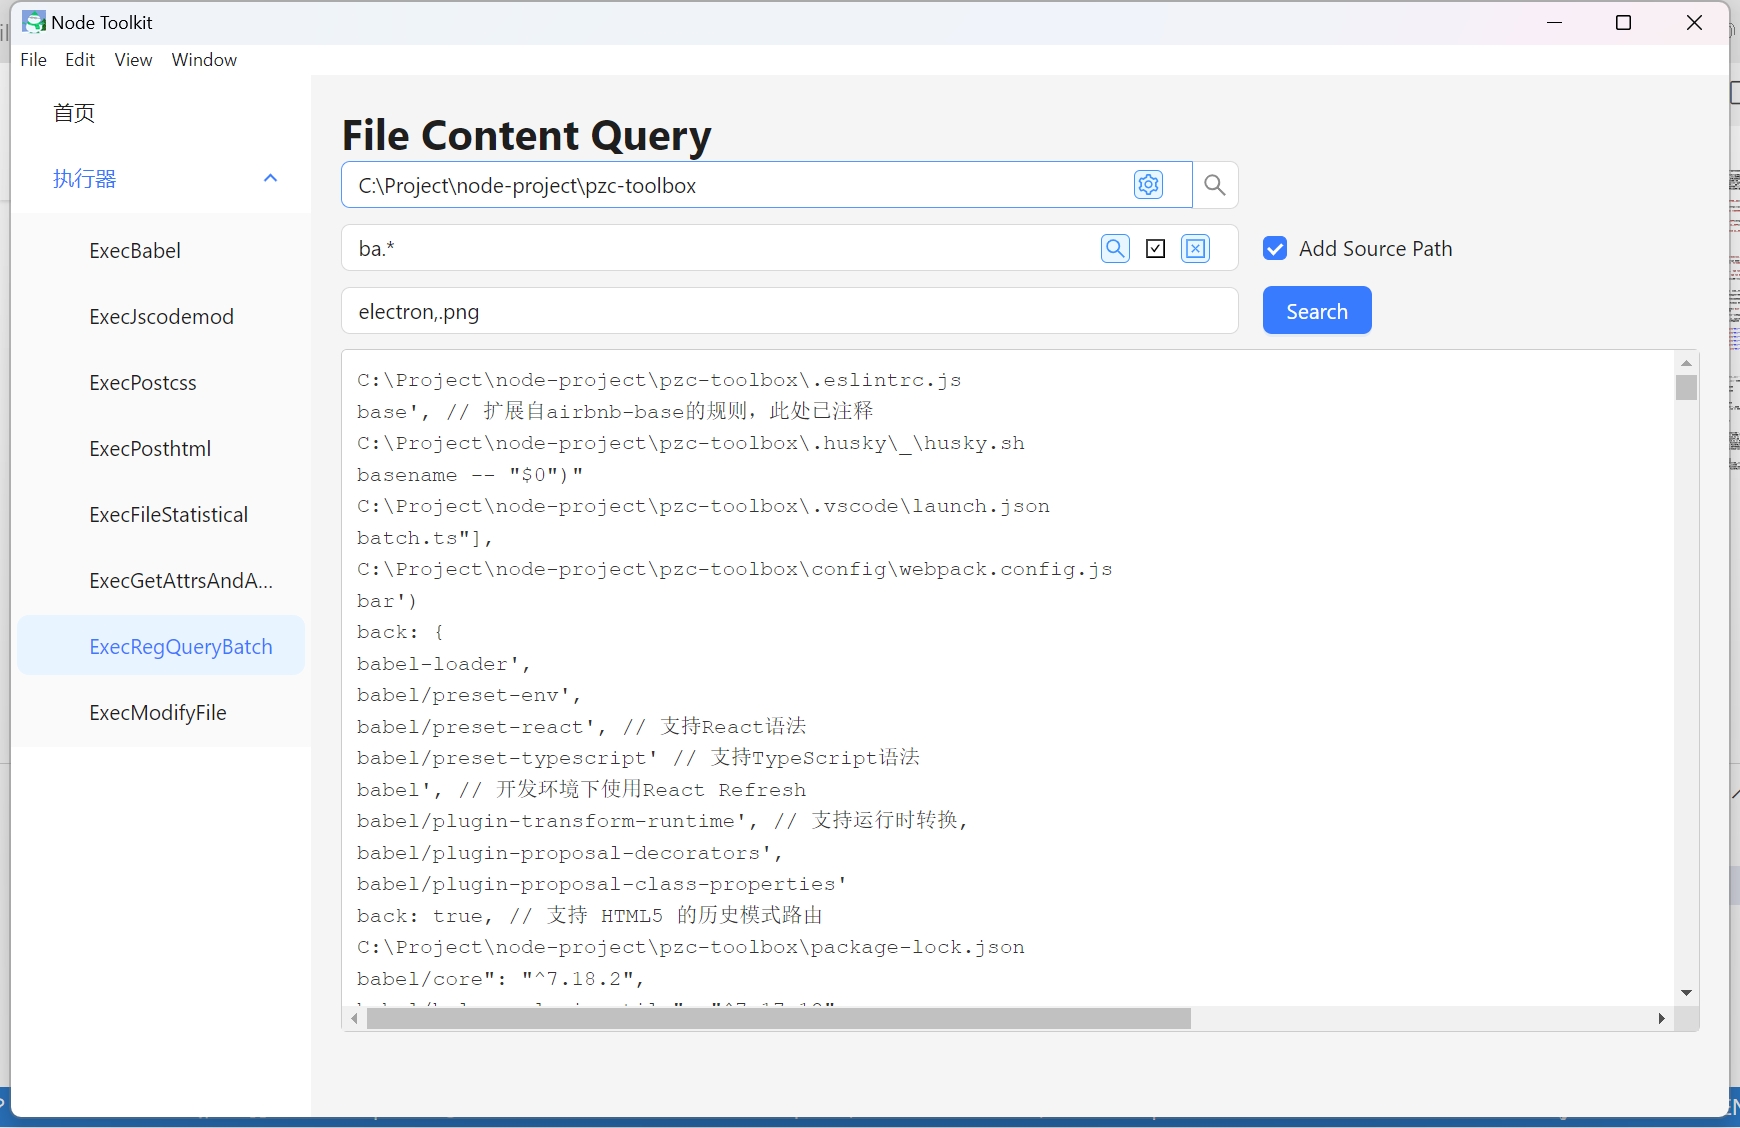 Node Toolkit
File Edit View Window
首页
执行器
ExecBabel
ExecJscodemod
ExecPostcss
ExecPosthtml
ExecFileStatistical
ExecGetAttrsAndA...
ExecRegQueryBatch
ExecModifyFile
File Content Query
C:\Project\node-project\pzc-toolbox
ba.*
Add Source Path
electron,.png
Search
C:\Project\node-project\pzc-toolbox\.eslintrc.js
base', // 扩展自airbnb-base的规则，此处已注释
C:\Project\node-project\pzc-toolbox\.husky\_\husky.sh
basename -- "$0")"
C:\Project\node-project\pzc-toolbox\.vscode\launch.json
batch.ts"],
C:\Project\node-project\pzc-toolbox\config\webpack.config.js
bar')
back: {
babel-loader',
babel/preset-env',
babel/preset-react', // 支持React语法
babel/preset-typescript' // 支持TypeScript语法
babel', // 开发环境下使用React Refresh
babel/plugin-transform-runtime', // 支持运行时转换,
babel/plugin-proposal-decorators',
babel/plugin-proposal-class-properties'
back: true, // 支持 HTML5 的历史模式路由
C:\Project\node-project\pzc-toolbox\package-lock.json
babel/core": "^7.18.2",